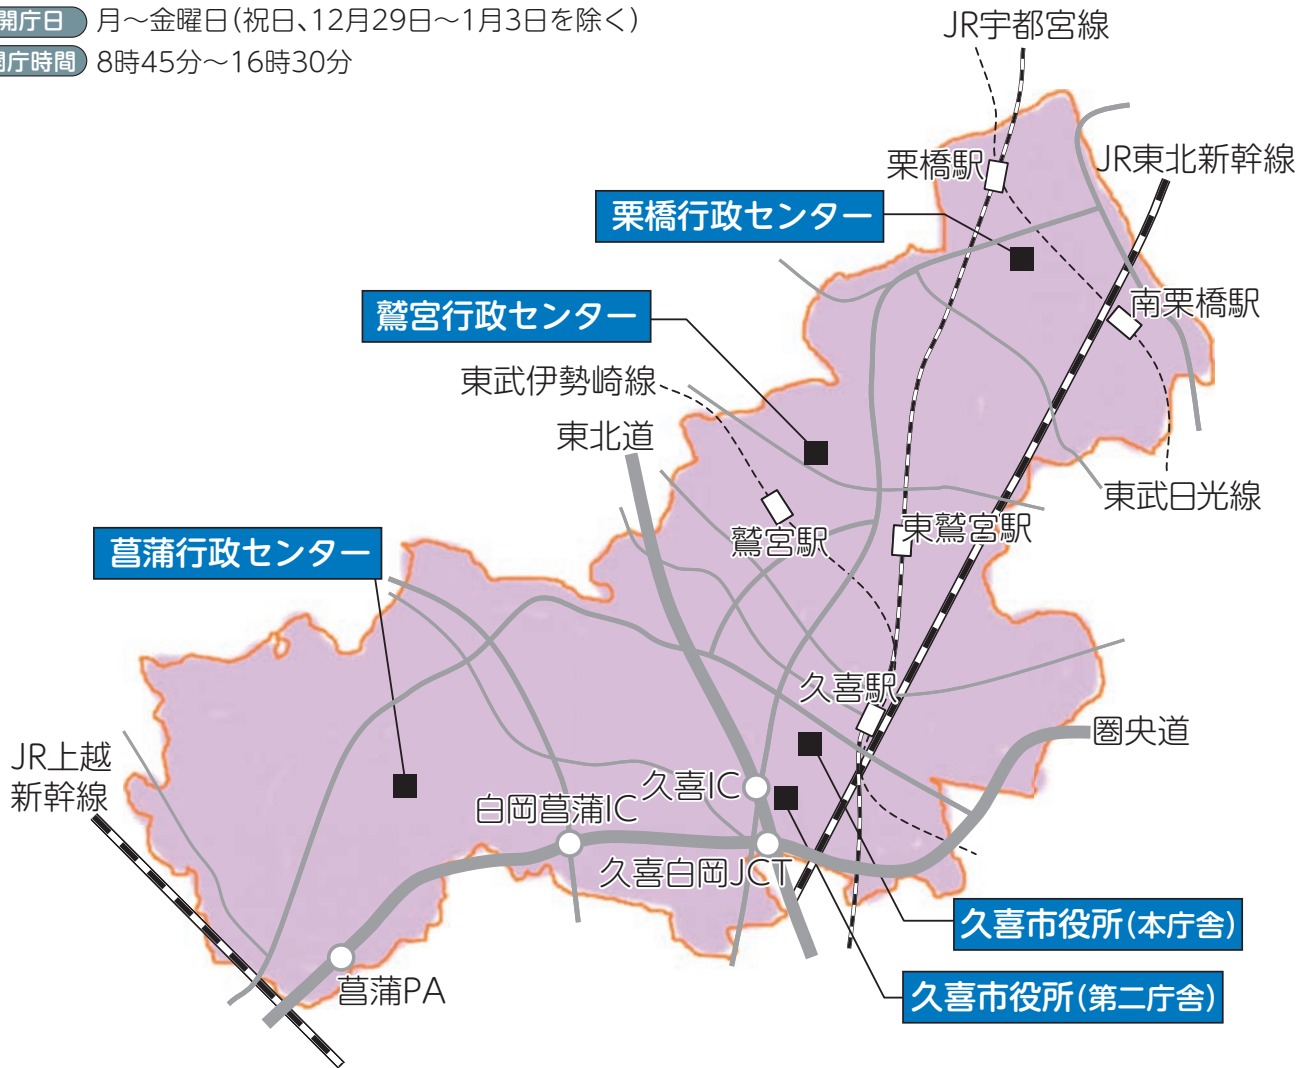 開庁日 月～金曜日(祝日、12月29日～1月3日を除く)
開庁時間 8時45分～16時30分
JR宇都宮線
栗橋駅
JR東北新幹線
栗橋行政センター
鷲宮行政センター
南栗橋駅
東武伊勢崎線
東北道
東武日光線
鷲宮駅
東鷲宮駅
菖蒲行政センター
久喜駅
圏央道
JR上越
新幹線
久喜IC
白岡菖蒲IC
久喜白岡JCT
久喜市役所(本庁舎)
菖蒲PA
久喜市役所(第二庁舎)